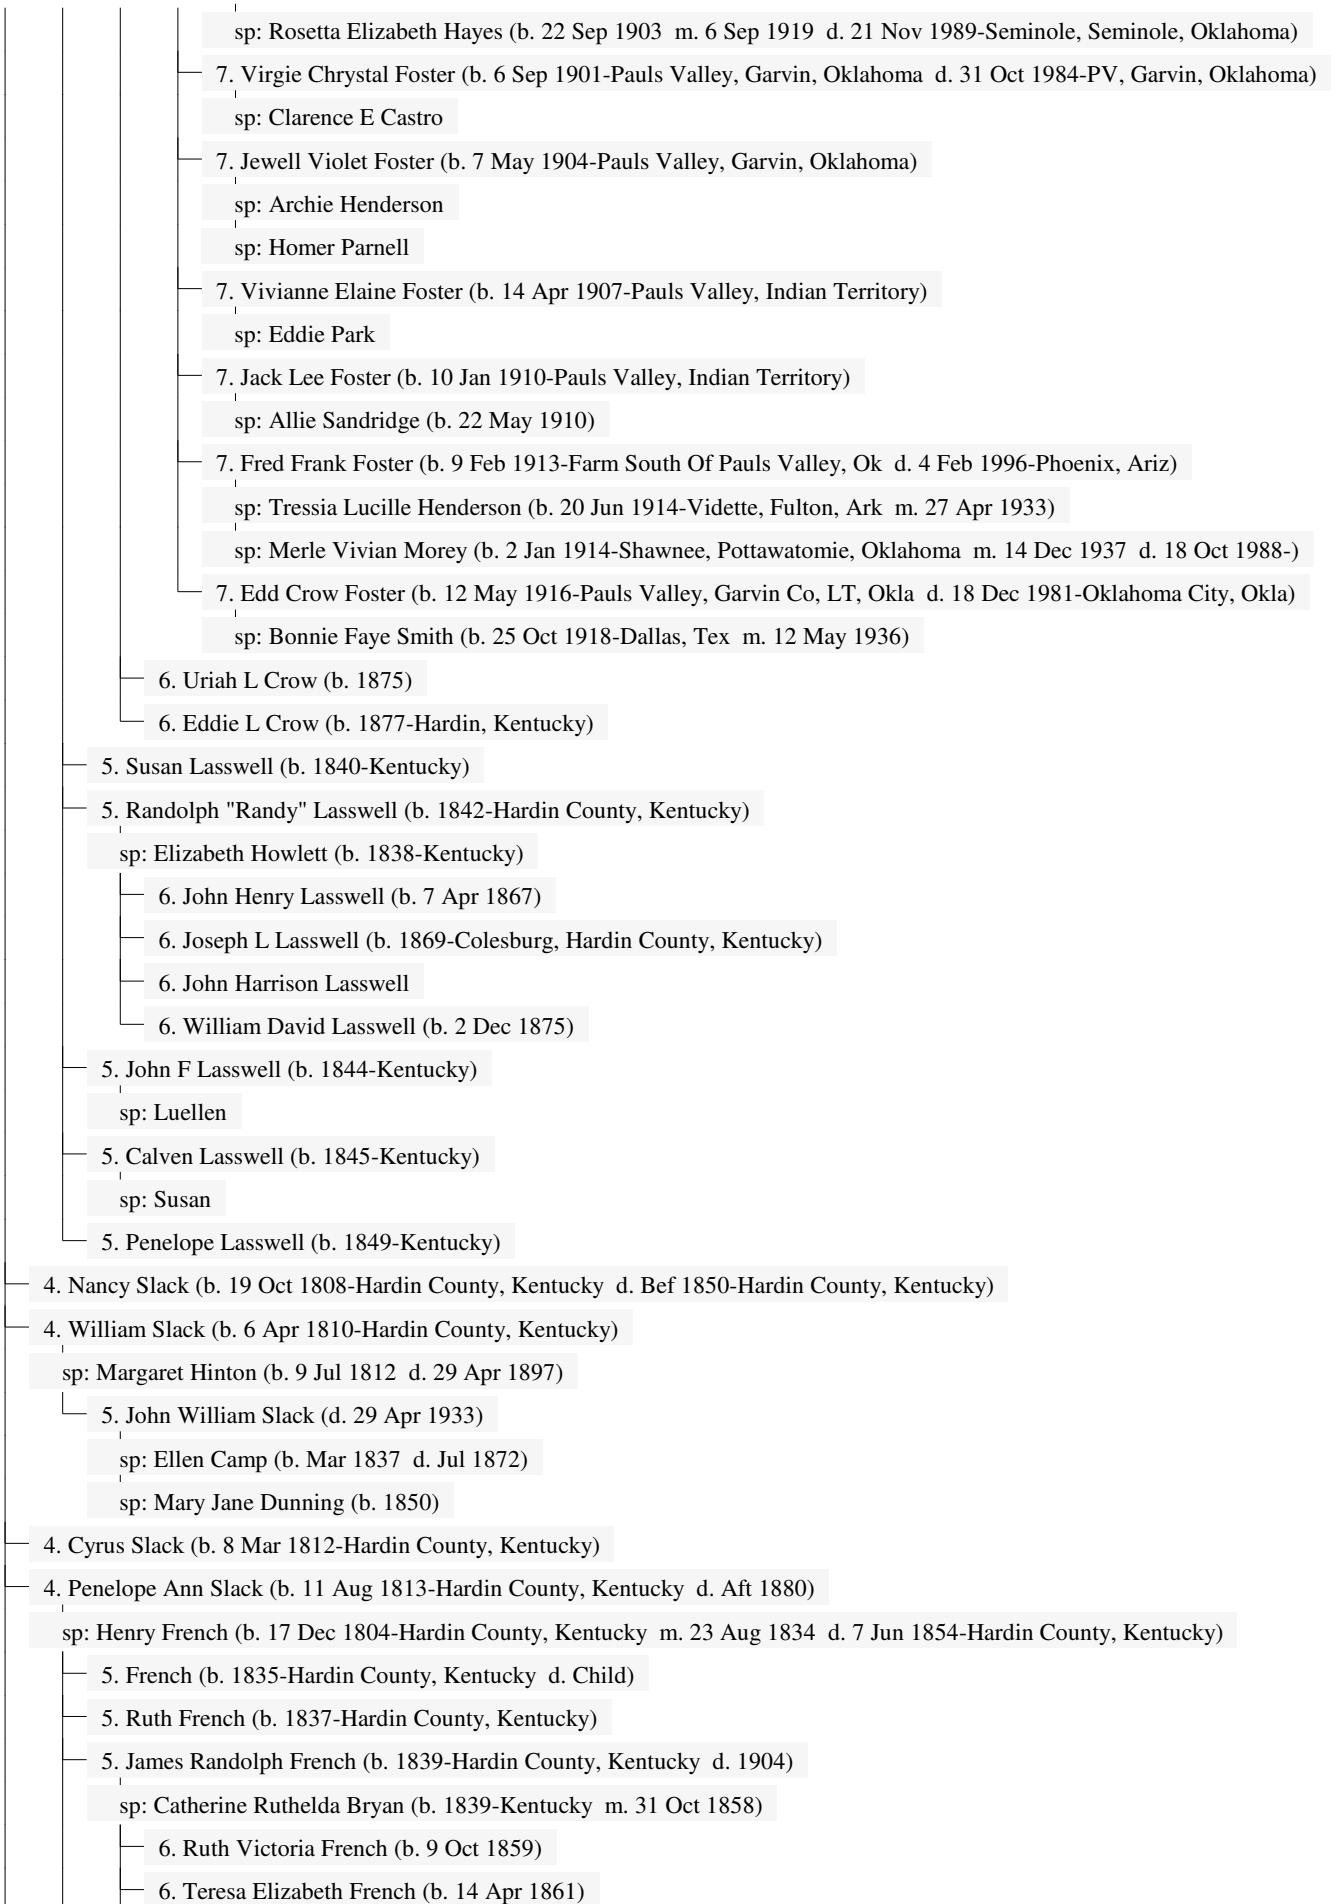 sp: Rosetta Elizabeth Hayes (b. 22 Sep 1903 m. 6 Sep 1919 d. 21 Nov 1989-Seminole, Seminole, Oklahoma)
7. Virgie Chrystal Foster (b. 6 Sep 1901-Pauls Valley, Garvin, Oklahoma d. 31 Oct 1984-PV, Garvin, Oklahoma)
sp: Clarence E Castro
7. Jewell Violet Foster (b. 7 May 1904-Pauls Valley, Garvin, Oklahoma)
sp: Archie Henderson
sp: Homer Parnell
7. Vivianne Elaine Foster (b. 14 Apr 1907-Pauls Valley, Indian Territory)
sp: Eddie Park
7. Jack Lee Foster (b. 10 Jan 1910-Pauls Valley, Indian Territory)
sp: Allie Sandridge (b. 22 May 1910)
7. Fred Frank Foster (b. 9 Feb 1913-Farm South Of Pauls Valley, Ok d. 4 Feb 1996-Phoenix, Ariz)
sp: Tressia Lucille Henderson (b. 20 Jun 1914-Vidette, Fulton, Ark m. 27 Apr 1933)
sp: Merle Vivian Morey (b. 2 Jan 1914-Shawnee, Pottawatomie, Oklahoma m. 14 Dec 1937 d. 18 Oct 1988-)
7. Edd Crow Foster (b. 12 May 1916-Pauls Valley, Garvin Co, LT, Okla d. 18 Dec 1981-Oklahoma City, Okla)
sp: Bonnie Faye Smith (b. 25 Oct 1918-Dallas, Tex m. 12 May 1936)
6. Uriah L Crow (b. 1875)
6. Eddie L Crow (b. 1877-Hardin, Kentucky)
5. Susan Lasswell (b. 1840-Kentucky)
5. Randolph "Randy" Lasswell (b. 1842-Hardin County, Kentucky)
sp: Elizabeth Howlett (b. 1838-Kentucky)
6. John Henry Lasswell (b. 7 Apr 1867)
6. Joseph L Lasswell (b. 1869-Colesburg, Hardin County, Kentucky)
6. John Harrison Lasswell
6. William David Lasswell (b. 2 Dec 1875)
5. John F Lasswell (b. 1844-Kentucky)
sp: Luellen
5. Calven Lasswell (b. 1845-Kentucky)
sp: Susan
5. Penelope Lasswell (b. 1849-Kentucky)
4. Nancy Slack (b. 19 Oct 1808-Hardin County, Kentucky d. Bef 1850-Hardin County, Kentucky)
4. William Slack (b. 6 Apr 1810-Hardin County, Kentucky)
sp: Margaret Hinton (b. 9 Jul 1812 d. 29 Apr 1897)
5. John William Slack (d. 29 Apr 1933)
sp: Ellen Camp (b. Mar 1837 d. Jul 1872)
sp: Mary Jane Dunning (b. 1850)
4. Cyrus Slack (b. 8 Mar 1812-Hardin County, Kentucky)
4. Penelope Ann Slack (b. 11 Aug 1813-Hardin County, Kentucky d. Aft 1880)
sp: Henry French (b. 17 Dec 1804-Hardin County, Kentucky m. 23 Aug 1834 d. 7 Jun 1854-Hardin County, Kentucky)
5. French (b. 1835-Hardin County, Kentucky d. Child)
5. Ruth French (b. 1837-Hardin County, Kentucky)
5. James Randolph French (b. 1839-Hardin County, Kentucky d. 1904)
sp: Catherine Ruthelda Bryan (b. 1839-Kentucky m. 31 Oct 1858)
6. Ruth Victoria French (b. 9 Oct 1859)
6. Teresa Elizabeth French (b. 14 Apr 1861)